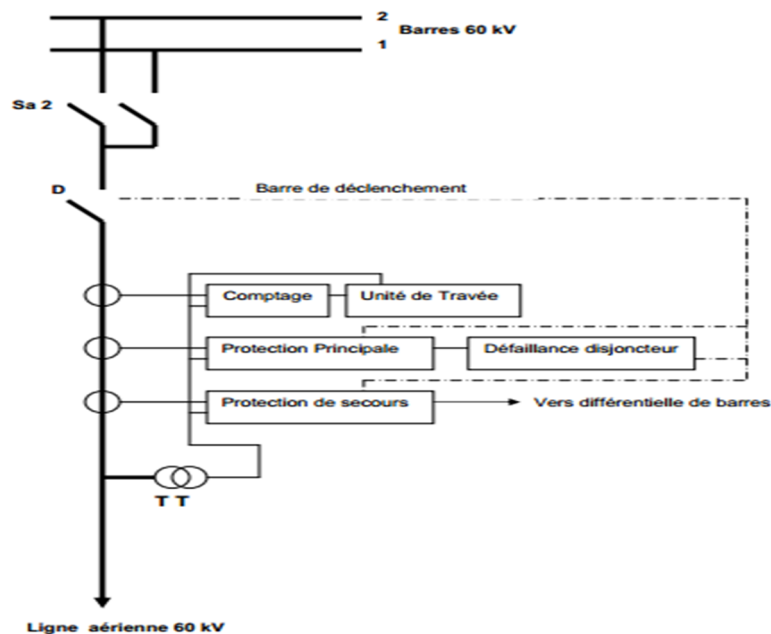 2
Barres 60 kV
1
Sa 2
D
Barre de déclenchement
Comptage
Unité de Travée
Protection Principale
Défaillance disjoncteur
Protection de secours
Vers différentielle de barres
T T
Ligne aérienne 60 kV